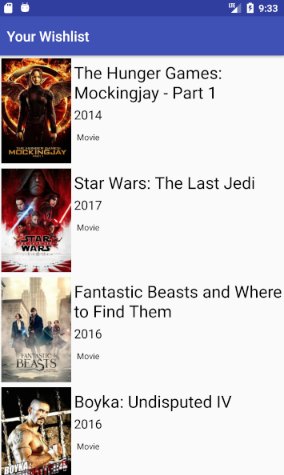 LTE 9:33
Your Wishlist
The Hunger Games:
Mockingjay - Part 1
2014
Movie
THE HUNGER GAMES
MOCKINGJAY
Star Wars: The Last Jedi
2017
Movie
STAR
WARS
Fantastic Beasts and Where
to Find Them
2016
Movie
FANTASTIC
BEASTS
Boyka: Undisputed IV
2016
Movie
BOYKA